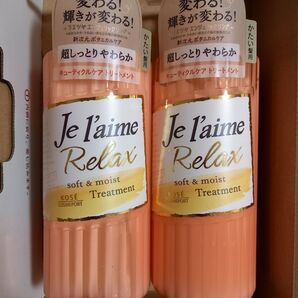 変わる!
輝きが変わる!
超しっとりやわらか
キューティクルケアトリートメント
かたい髪用
Je l'aime
Relax
soft & moist
Treatment
KOSÉ
COSMEPORT
変わる!
輝きが変わる!
超しっとりやわらか
キューティクルケアトリートメント
かたい髪用
Je l'aime
Relax
soft & moist
Treatment
KOSÉ
COSMEPORT